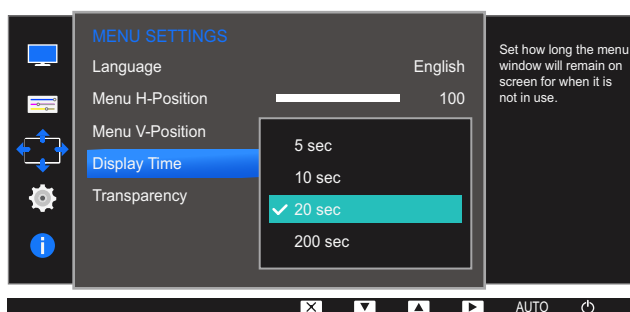 MENU SETTINGS
Language English
Menu H-Position 100
Menu V-Position
Display Time
Transparency
5 sec
10 sec
20 sec
200 sec
Set how long the menu
window will remain on
screen for when it is
not in use.
AUTO